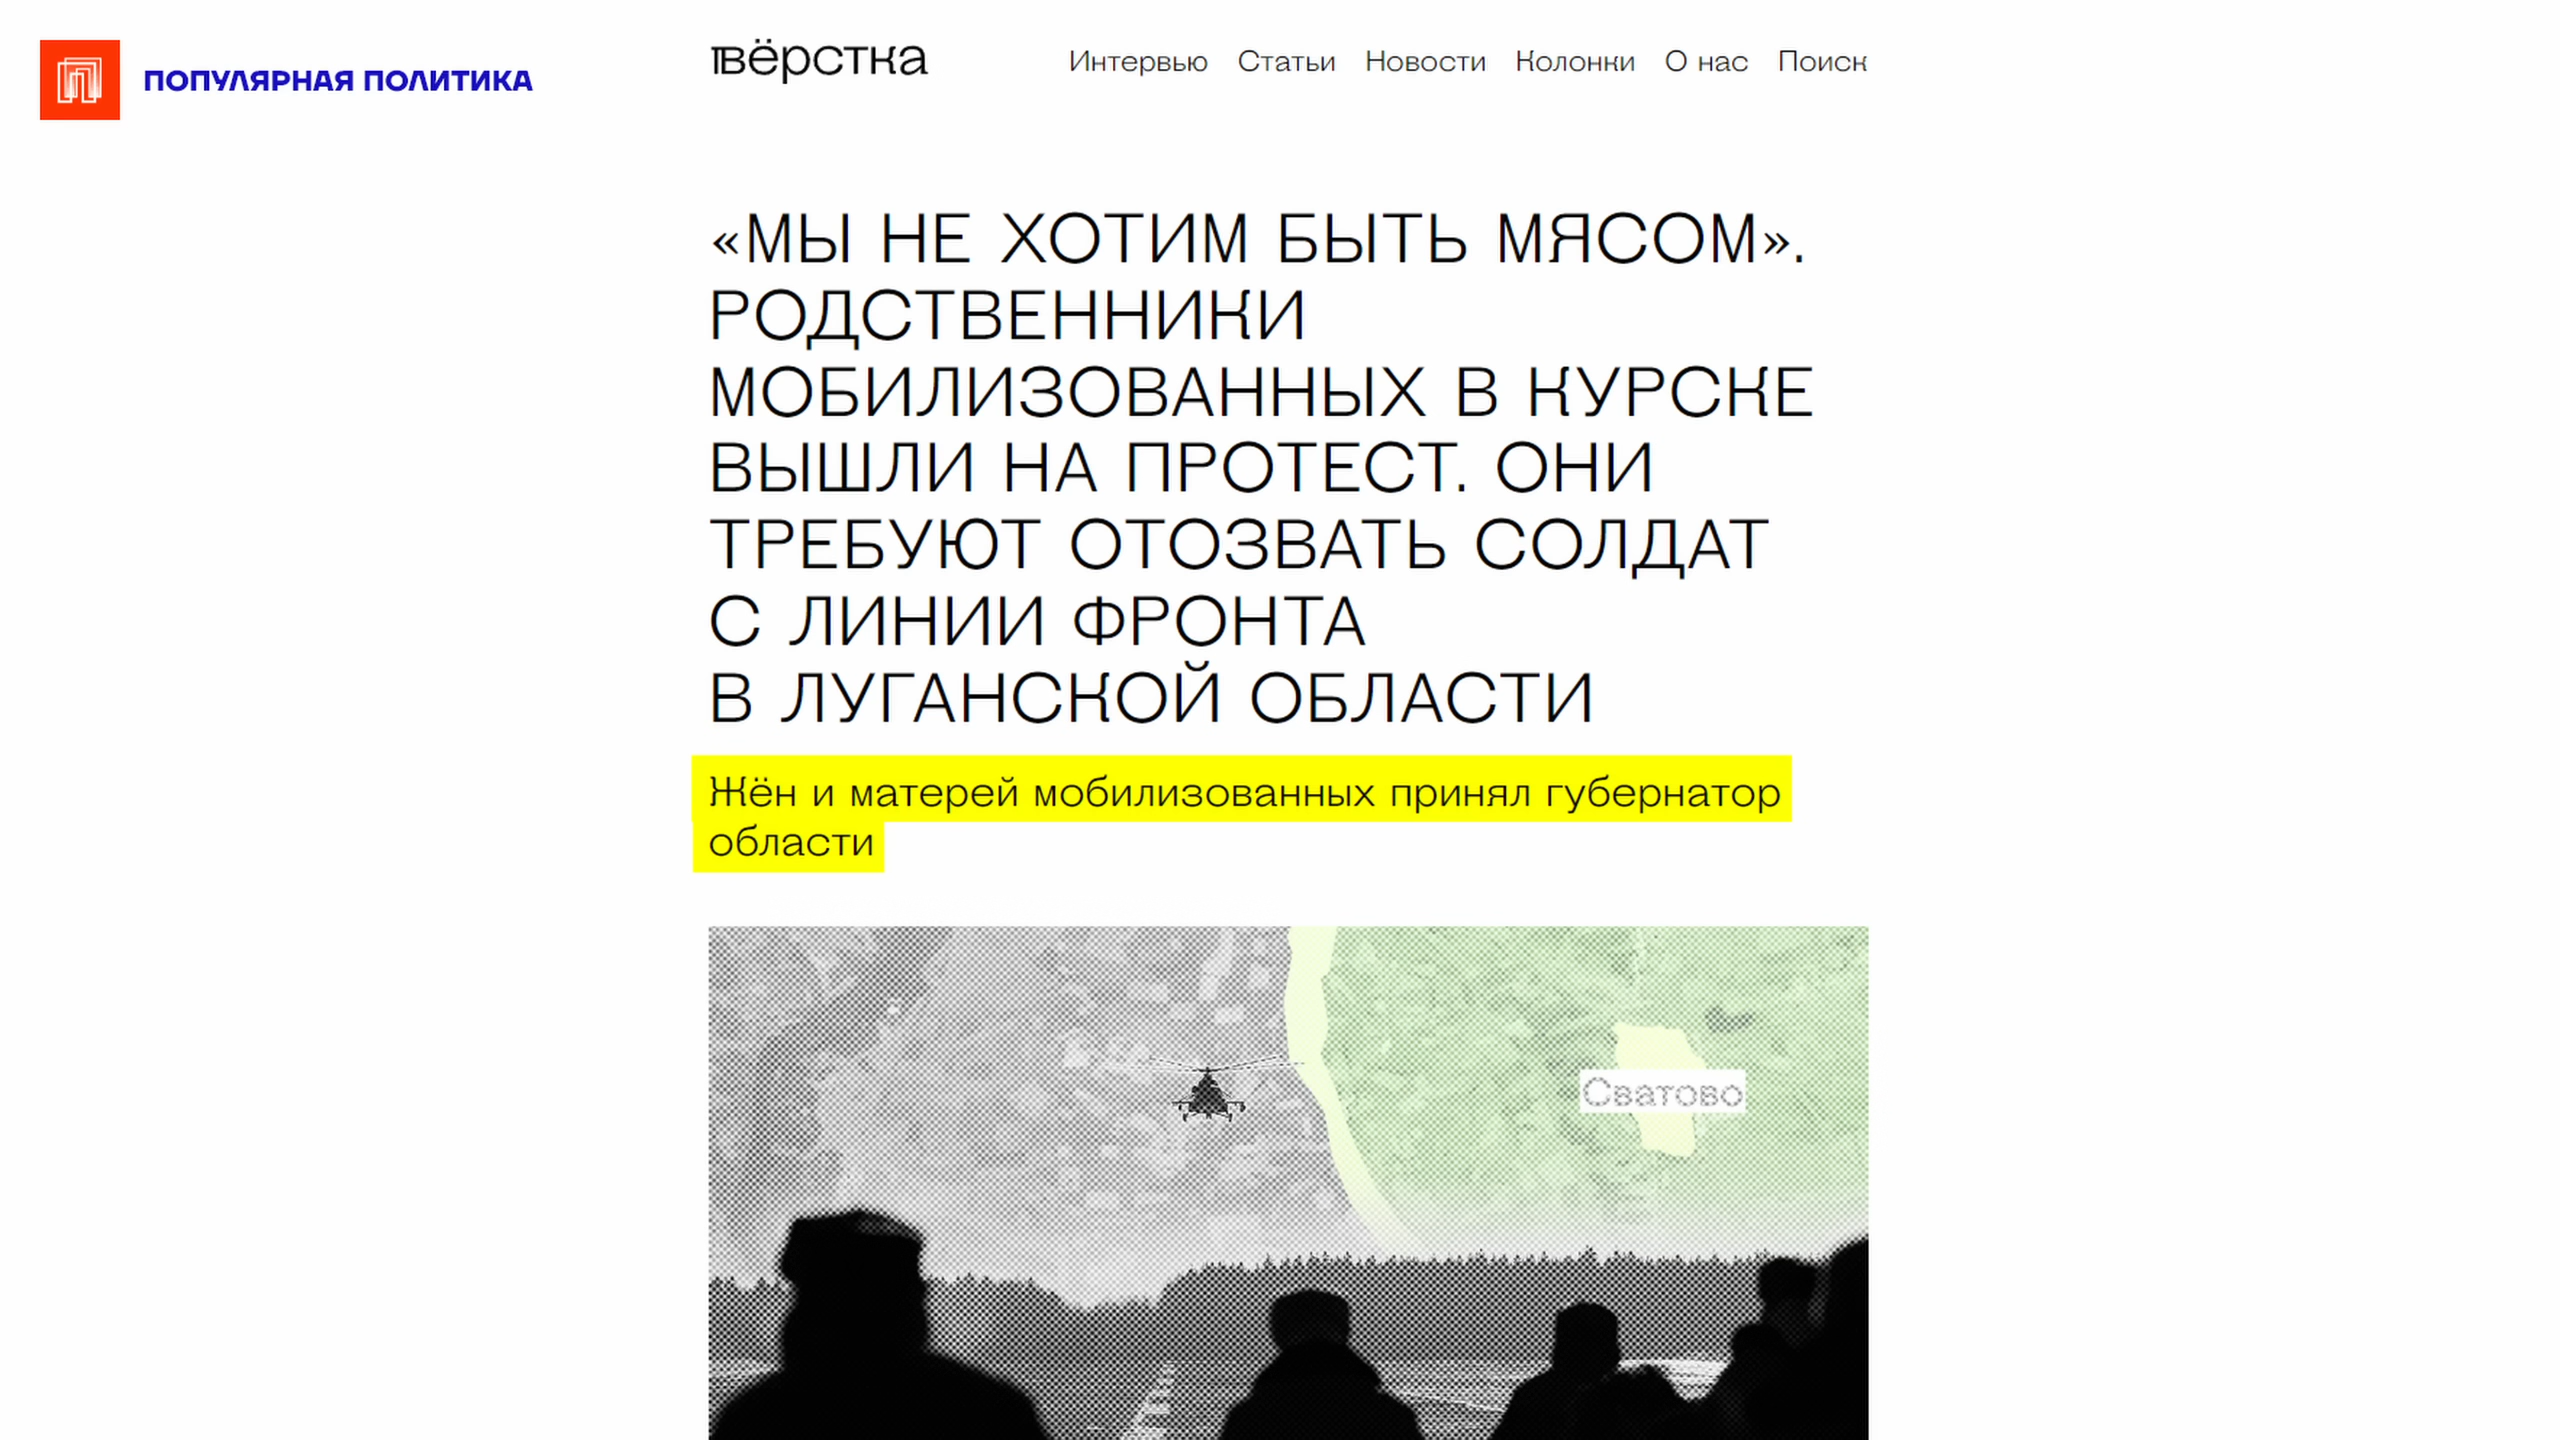 ПОПУЛЯРНАЯ ПОЛИТИКА
вёрстка
Интервью Статьи Новости Колонки О нас Поиск
«МЫ НЕ ХОТИМ БЫТЬ МЯСОМ».
РОДСТВЕННИКИ
МОБИЛИЗОВАННЫХ В КУРСКЕ
ВЫШЛИ НА ПРОТЕСТ. ОНИ
ТРЕБУЮТ ОТОЗВАТЬ СОЛДАТ
С ЛИНИИ ФРОНТА
В ЛУГАНСКОЙ ОБЛАСТИ
Жён и матерей мобилизованных принял губернатор
области
Сватово